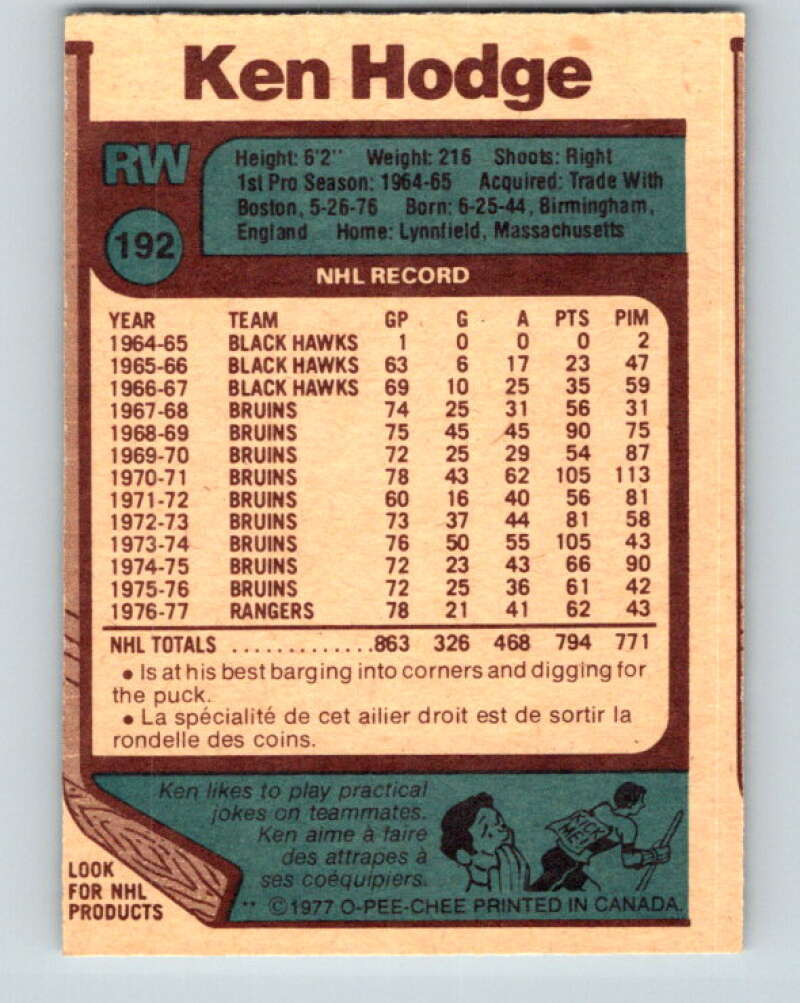 Ken Hodge
RW
192
Height: 6'2" Weight: 216 Shoots: Right
1st Pro Season: 1964-65 Acquired: Trade With
Boston, 5-26-76 Born: 6-25-44, Birmingham,
England Home: Lynnfield, Massachusetts
NHL RECORD
YEAR TEAM GP G A PTS PIM
1964-65 BLACK HAWKS 1 0 0 0 2
1965-66 BLACK HAWKS 63 6 17 23 47
1966-67 BLACK HAWKS 69 10 25 35 59
1967-68 BRUINS 74 25 31 56 31
1968-69 BRUINS 75 45 45 90 75
1969-70 BRUINS 72 25 29 54 87
1970-71 BRUINS 78 43 62 105 113
1971-72 BRUINS 60 16 40 56 81
1972-73 BRUINS 73 37 44 81 58
1973-74 BRUINS 76 50 55 105 43
1974-75 BRUINS 72 23 43 66 90
1975-76 BRUINS 72 25 36 61 42
1976-77 RANGERS 78 21 41 62 43
NHL TOTALS .............863 326 468 794 771
• Is at his best barging into corners and digging for
the puck.
• La spécialité de cet ailier droit est de sortir la
rondelle des coins.
Ken likes to play practical
jokes on teammates.
Ken aime à faire
des attrapes à
ses coéquipiers.
KICK
ME
LOOK
FOR NHL
PRODUCTS
** ©1977 O-PEE-CHEE PRINTED IN CANADA.